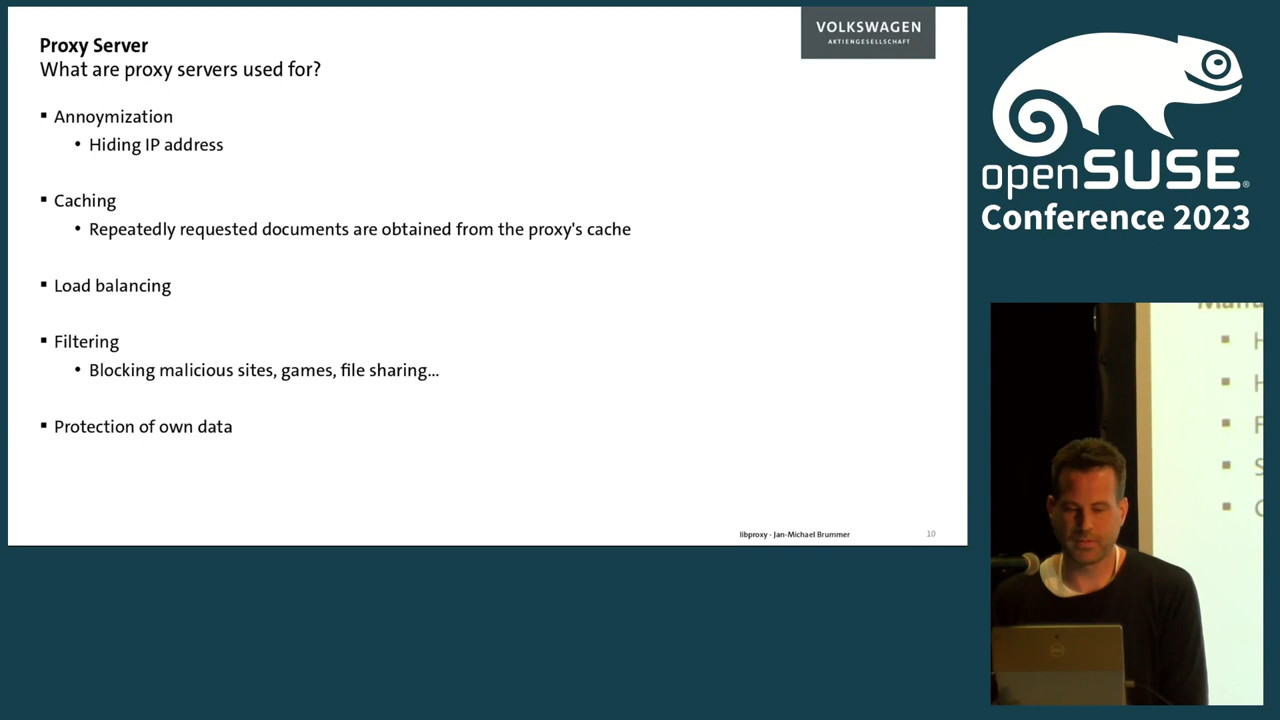 Proxy Server
What are proxy servers used for?
VOLKSWAGEN
AKTIENGESELLSCHAFT
▪ Annoymization
• Hiding IP address
▪ Caching
• Repeatedly requested documents are obtained from the proxy's cache
▪ Load balancing
▪ Filtering
• Blocking malicious sites, games, file sharing...
▪ Protection of own data
libproxy - Jan-Michael Brummer
10
openSUSE®
Conference 2023